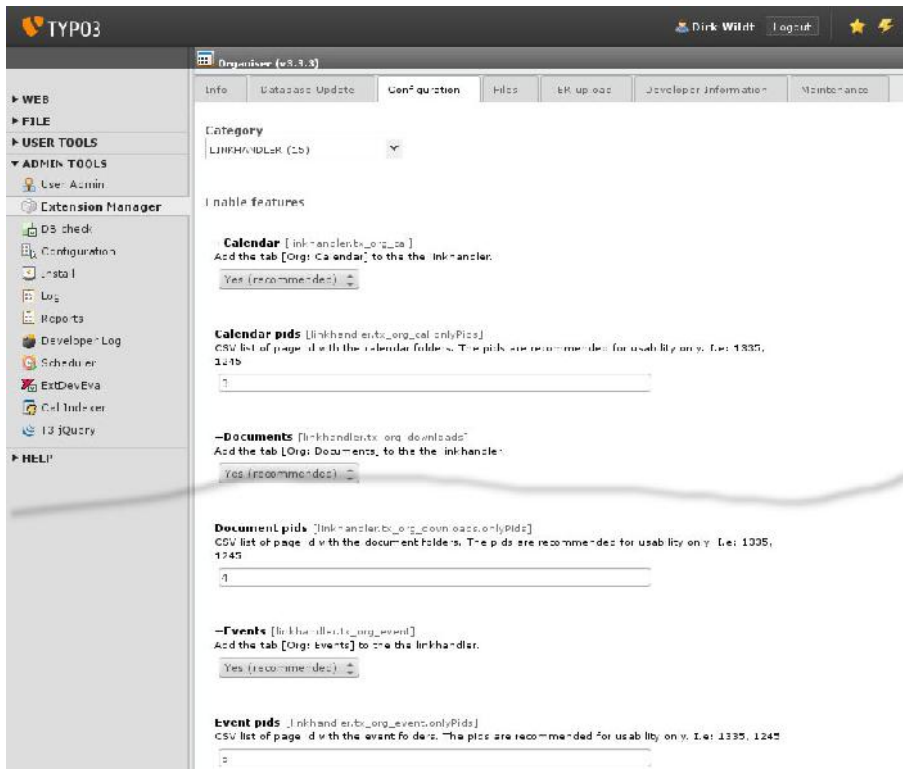 TYPO3
Dirk Wildt Logout
Organiser (v3.3.3)
Info Database Update Configuration Files TER upload Developer Information Maintenance
WEB
FILE
USER TOOLS
ADMIN TOOLS
User Admin
Extension Manager
DB check
Configuration
Install
Log
Reports
Developer Log
Scheduler
ExtDevEval
Cal Indexer
T3 jQuery
HELP
Category
LINKHANDLER (15)
Enable features
Calendar [linkhandler.tx_org_cal]
Add the tab [Org: Calendar] to the the linkhandler.
Yes (recommended)
Calendar pids [linkhandler.tx_org_cal.onlyPids]
CSV list of page id with the calendar folders. The pids are recommended for usability only. I.e: 1335,
1245
3
—Documents [linkhandler.tx_org_downloads]
Add the tab [Org: Documents] to the the linkhandler.
Yes (recommended)
Document pids [linkhandler.tx_org_downloads.onlyPids]
CSV list of page id with the document folders. The pids are recommended for usability only. I.e: 1335,
1245
4
—Events [linkhandler.tx_org_event]
Add the tab [Org: Events] to the the linkhandler.
Yes (recommended)
Event pids [linkhandler.tx_org_event.onlyPids]
CSV list of page id with the event folders. The pids are recommended for usability only. I.e: 1335, 1245